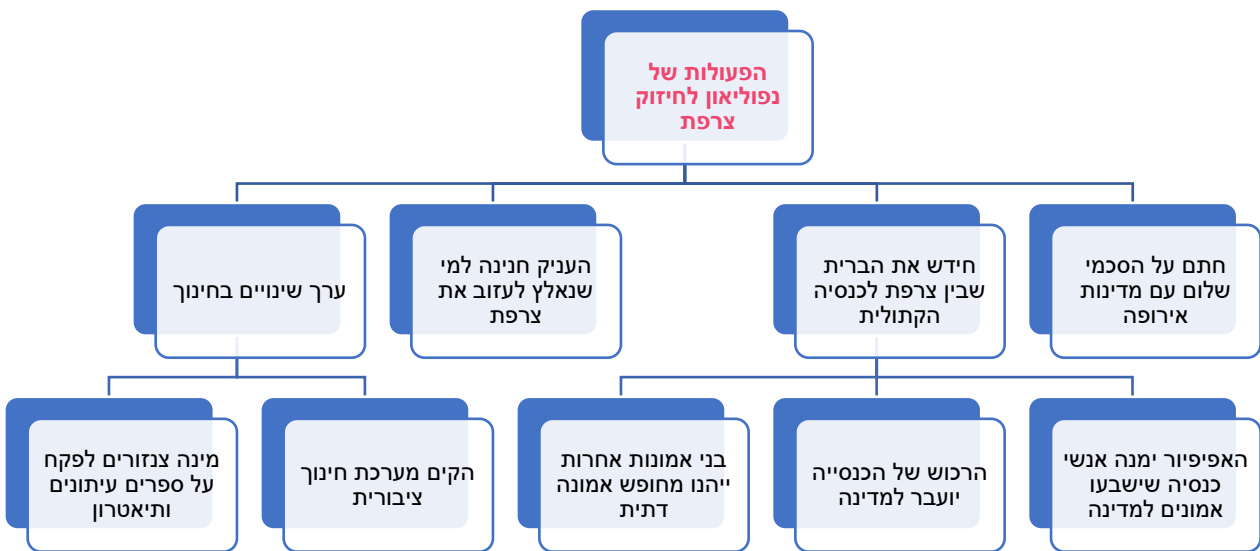 הפעולות של
נפוליאון לחיזוק
צרפת
חתם על הסכמי
שלום עם מדינות
אירופה
חידש את הברית
שבין צרפת לכנסיה
הקתולית
העניק חנינה למי
שנאלץ לעזוב את
צרפת
ערך שינויים בחינוך
האפיפיור ימנה אנשי
כנסיה שישבעו
אמונים למדינה
הרכוש של הכנסייה
יועבר למדינה
בני אמונות אחרות
ייהנו מחופש אמונה
דתית
הקים מערכת חינוך
ציבורית
מינה צנזורים לפקח
על ספרים עיתונים
ותיאטרון